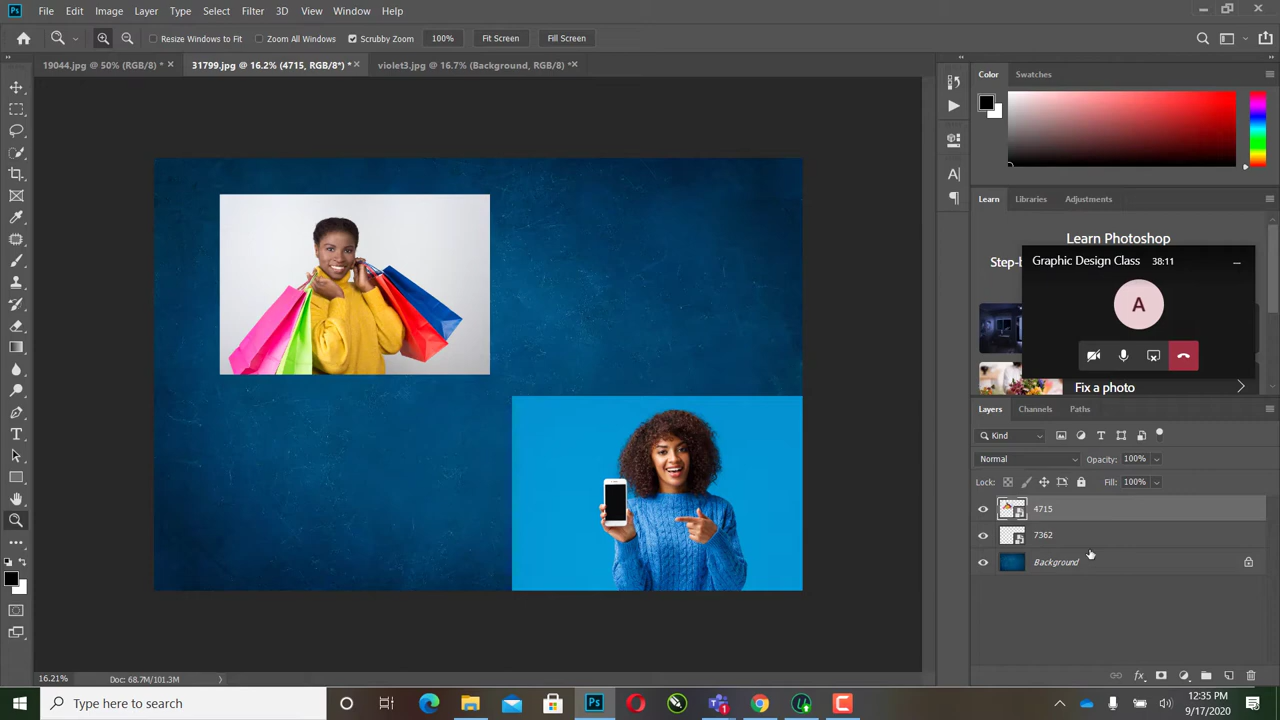 Ps File Edit Image Layer Type Select Filter 3D View Window Help
Resize Windows to Fit Zoom All Windows Scrubby Zoom 100% Fit Screen Fill Screen
19044.jpg @ 50% (RGB/8) * × 31799.jpg @ 16.2% (4715, RGB/8*) * × violet3.jpg @ 16.7% (Background, RGB/8) * ×
Color Swatches
Learn Libraries Adjustments
Learn Photoshop
Step-b
Graphic Design Class 38:11
A
Fix a photo
Layers Channels Paths
Kind
Normal Opacity: 100%
Lock: Fill: 100%
4715
7362
Background
16.21% Doc: 68.7M/101.3M
Type here to search
Ps
12:35 PM
9/17/2020